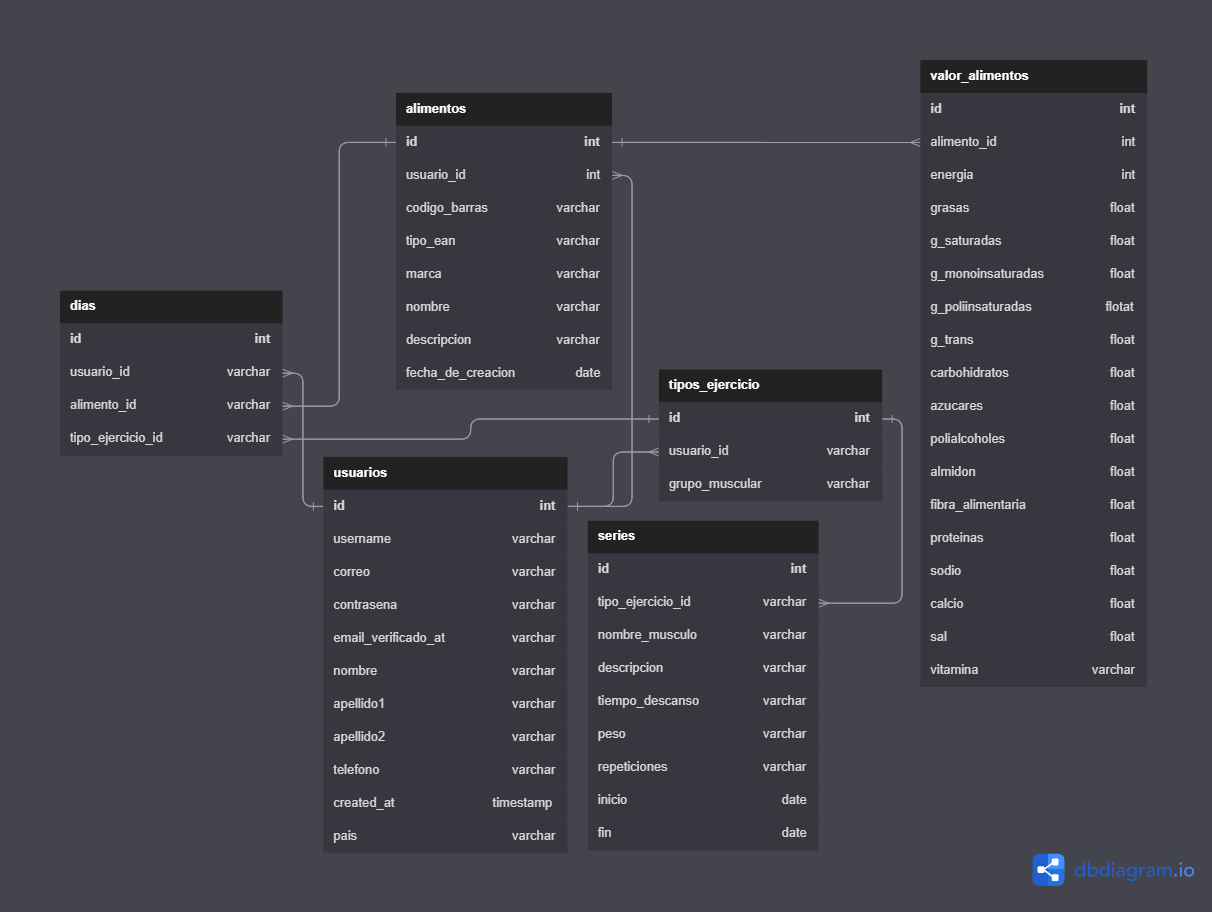 alimentos
id int
usuario_id int
codigo_barras varchar
tipo_ean varchar
marca varchar
nombre varchar
descripcion varchar
fecha_de_creacion date
valor_alimentos
id int
alimento_id int
energia int
grasas float
g_saturadas float
g_monoinsaturadas float
g_poliinsaturadas flotat
g_trans float
carbohidratos float
azucares float
polialcoholes float
almidon float
fibra_alimentaria float
proteinas float
sodio float
calcio float
sal float
vitamina varchar
dias
id int
usuario_id varchar
alimento_id varchar
tipo_ejercicio_id varchar
tipos_ejercicio
id int
usuario_id varchar
grupo_muscular varchar
usuarios
id int
username varchar
correo varchar
contrasena varchar
email_verificado_at varchar
nombre varchar
apellido1 varchar
apellido2 varchar
telefono varchar
created_at timestamp
pais varchar
series
id int
tipo_ejercicio_id varchar
nombre_musculo varchar
descripcion varchar
tiempo_descanso varchar
peso varchar
repeticiones varchar
inicio date
fin date
dbdiagram.io